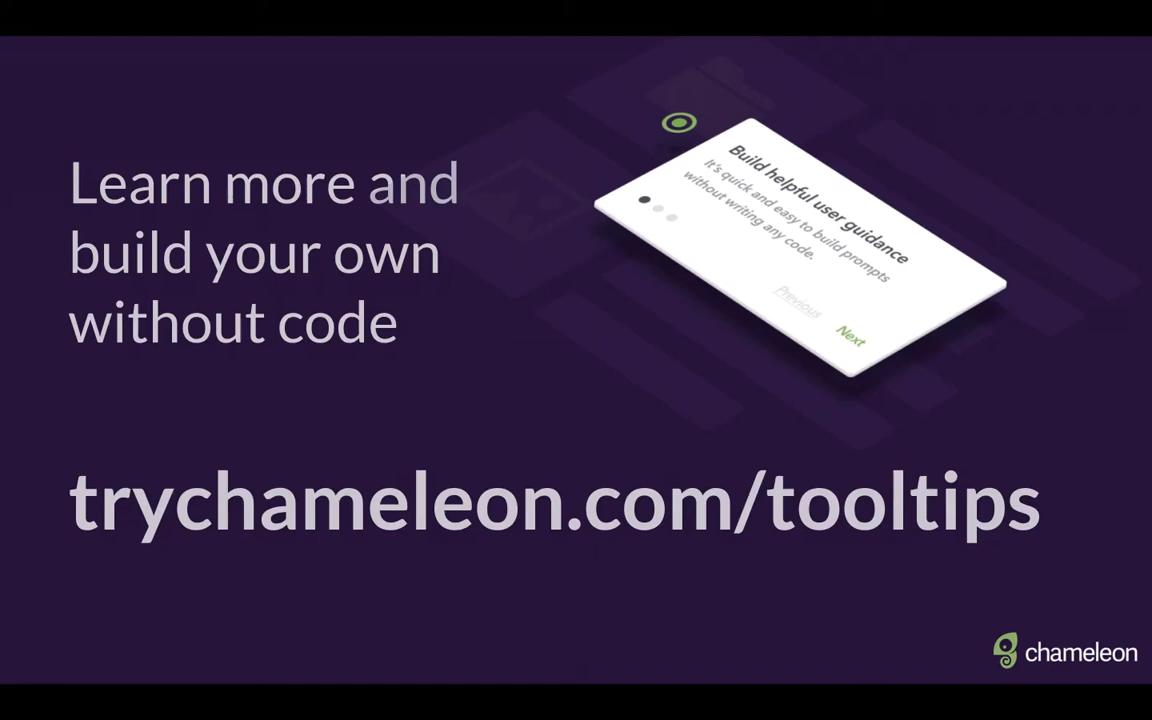 Learn more and
build your own
without code
Build helpful user guidance
It's quick and easy to build prompts
without writing any code.
Previous
Next
trychameleon.com/tooltips
chameleon